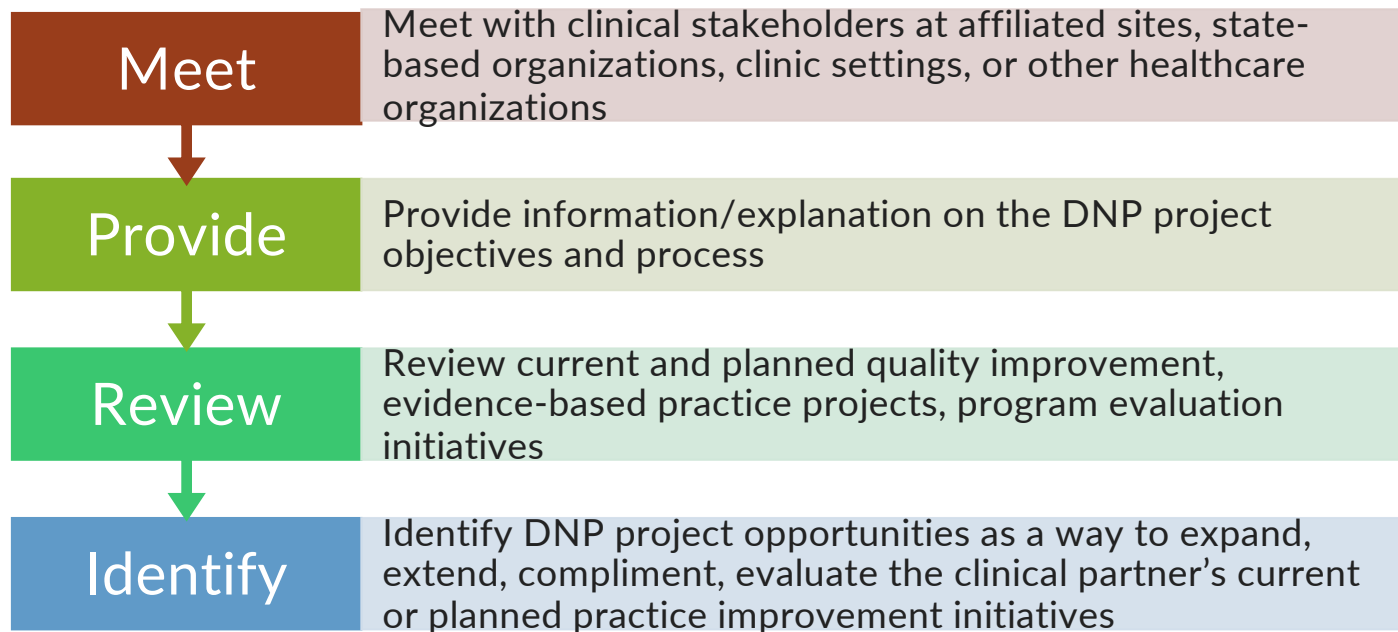 Meet
Meet with clinical stakeholders at affiliated sites, state-
based organizations, clinic settings, or other healthcare
organizations
Provide
Provide information/explanation on the DNP project
objectives and process
Review
Review current and planned quality improvement,
evidence-based practice projects, program evaluation
initiatives
Identify
Identify DNP project opportunities as a way to expand,
extend, compliment, evaluate the clinical partner’s current
or planned practice improvement initiatives